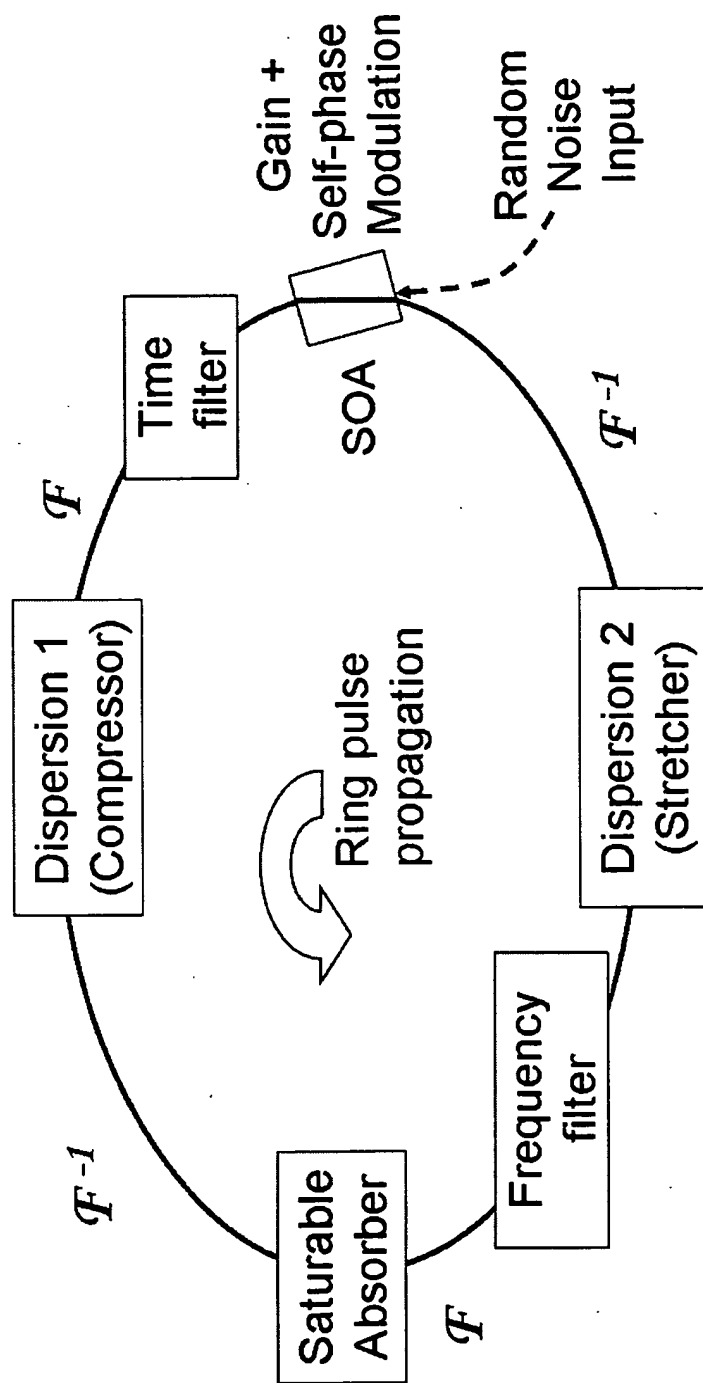 Dispersion 1
(Compressor)
ℱ
Time
filter
Gain +
Self-phase
Modulation
SOA
Random
Noise
Input
ℱ⁻¹
Dispersion 2
(Stretcher)
Frequency
filter
ℱ
Saturable
Absorber
ℱ⁻¹
Ring pulse
propagation